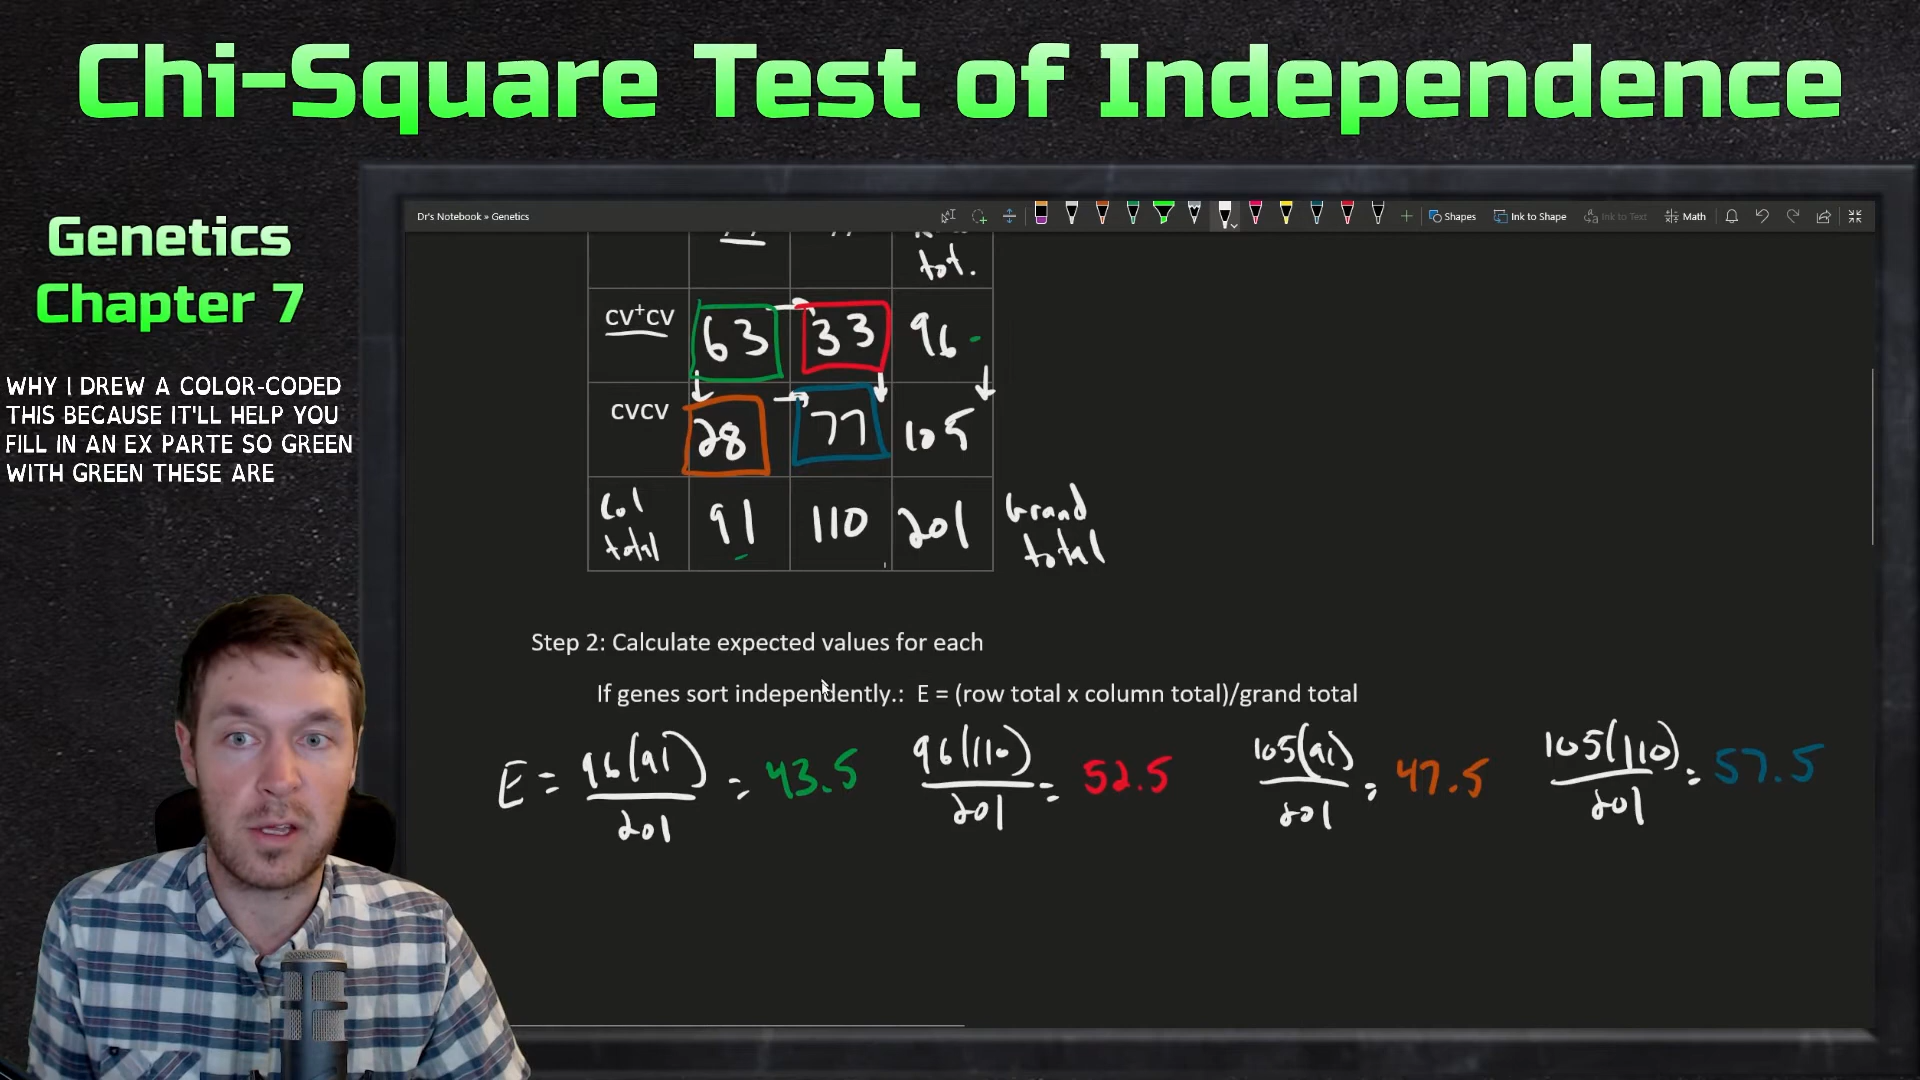 Chi-Square Test of Independence
Genetics
Chapter 7
WHY I DREW A COLOR-CODED
THIS BECAUSE IT'LL HELP YOU
FILL IN AN EX PARTE SO GREEN
WITH GREEN THESE ARE
Dr's Notebook » Genetics
Shapes
Ink to Shape
Ink to Text
Math
tot.
cv⁺cv 63 33 96
cvcv 28 77 105
Col total 91 110 201 Grand total
Step 2: Calculate expected values for each
If genes sort independently.: E = (row total x column total)/grand total
E = 96(91)/201 = 43.5 96(110)/201 = 52.5 105(91)/201 = 47.5 105(110)/201 = 57.5